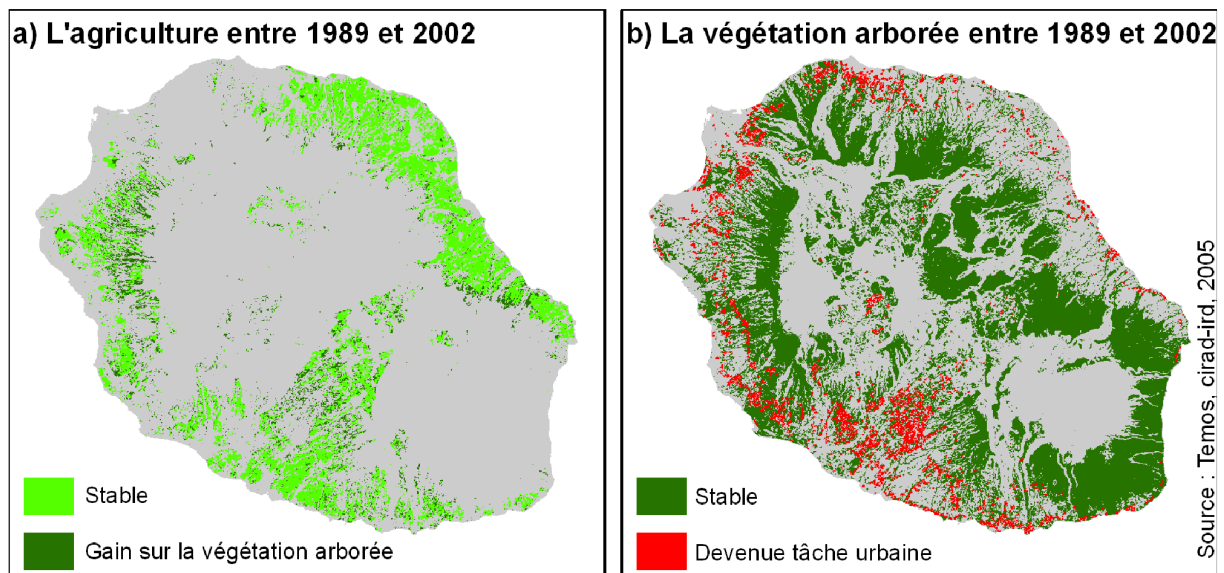 a) L'agriculture entre 1989 et 2002
Stable
Gain sur la végétation arborée
b) La végétation arborée entre 1989 et 2002
Stable
Devenue tâche urbaine
Source : Temos, cirad-ird, 2005